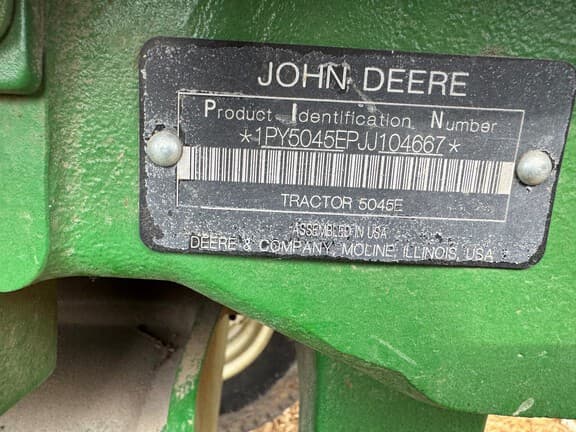 JOHN DEERE
Product Identification Number
*1PY5045EPJJ104667*
TRACTOR 5045E
ASSEMBLED IN USA
DEERE & COMPANY, MOLINE, ILLINOIS, USA